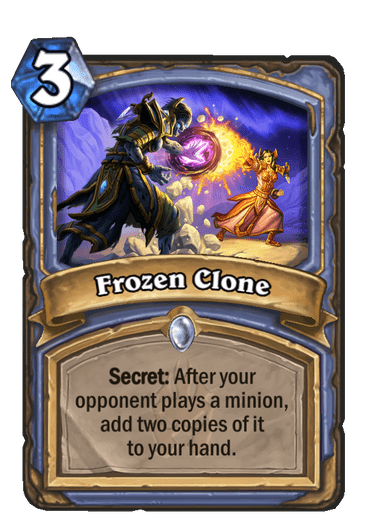 3
Frozen Clone
Secret: After your
opponent plays a minion,
add two copies of it
to your hand.